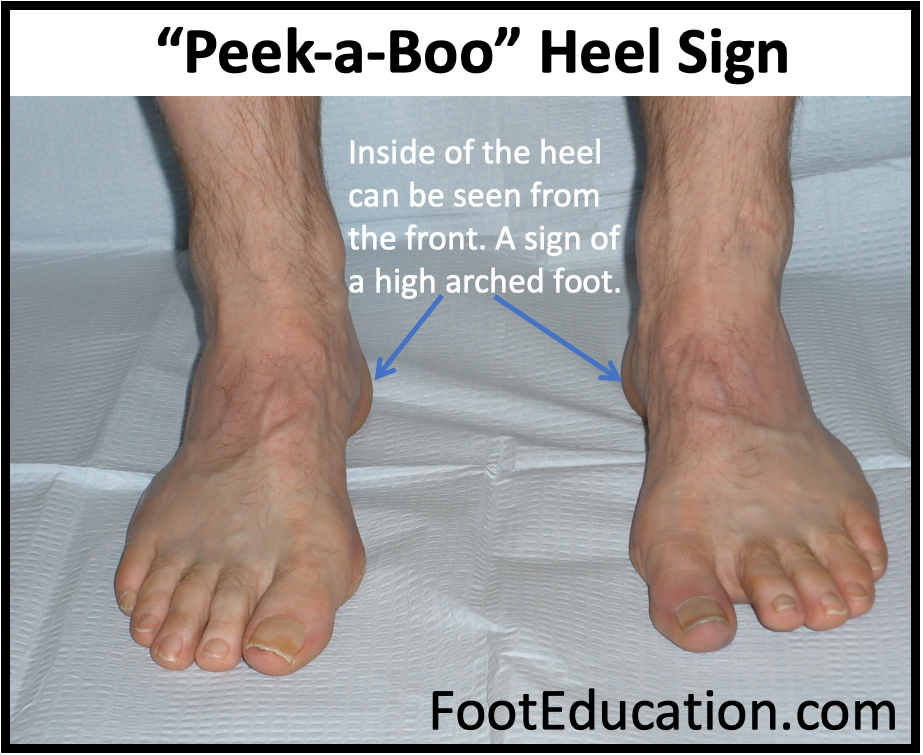 “Peek-a-Boo” Heel Sign
Inside of the heel
can be seen from
the front. A sign of
a high arched foot.
FootEducation.com